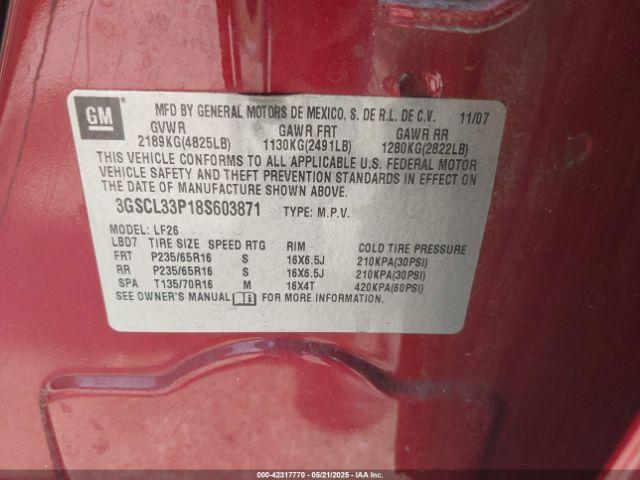 GM
MFD BY GENERAL MOTORS DE MEXICO, S. DE R.L. DE C.V. 11/07
GVWR GAWR FRT GAWR RR
2189KG(4825LB) 1130KG(2491LB) 1280KG(2822LB)
THIS VEHICLE CONFORMS TO ALL APPLICABLE U.S. FEDERAL MOTOR
VEHICLE SAFETY AND THEFT PREVENTION STANDARDS IN EFFECT ON
THE DATE OF MANUFACTURE SHOWN ABOVE.
3GSCL33P18S603871 TYPE: M.P.V.
MODEL: LF26
LBD7 TIRE SIZE SPEED RTG RIM COLD TIRE PRESSURE
FRT P235/65R16 S 16X6.5J 210KPA(30PSI)
RR P235/65R16 S 16X6.5J 210KPA(30PSI)
SPA T135/70R16 M 16X4T 420KPA(60PSI)
SEE OWNER'S MANUAL FOR MORE INFORMATION.
000-42317770 - 05/21/2025 - IAAI.COM